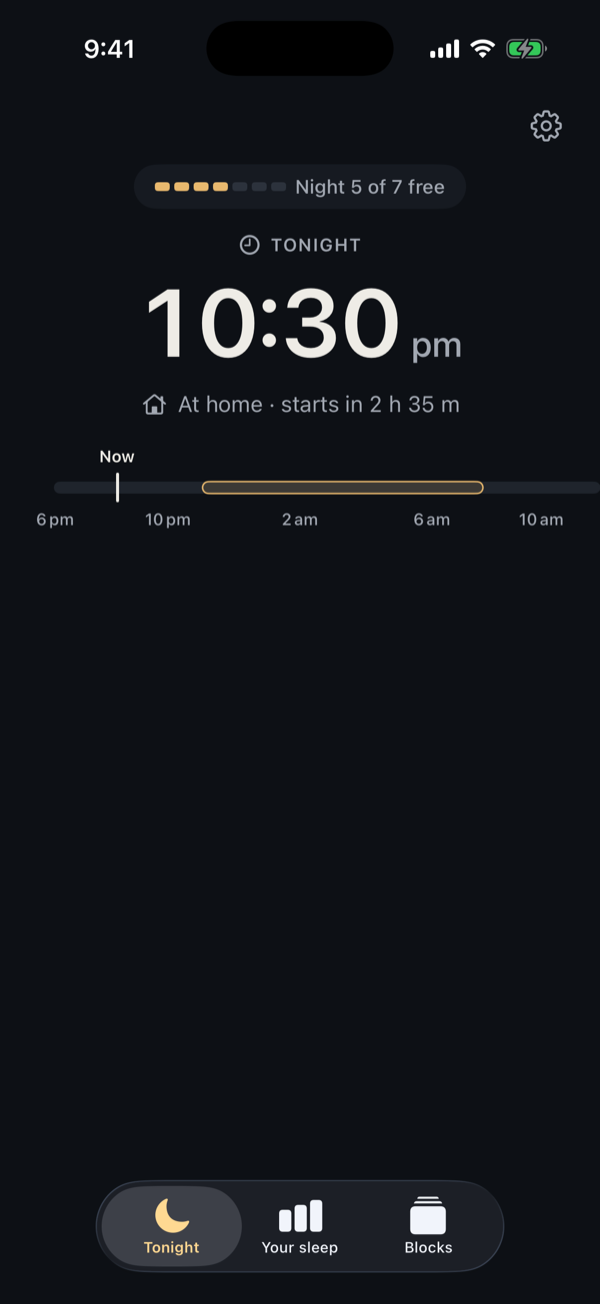 9:41
Night 5 of 7 free
TONIGHT
10:30 pm
At home · starts in 2 h 35 m
Now
6 pm 10 pm 2 am 6 am 10 am
Tonight Your sleep Blocks